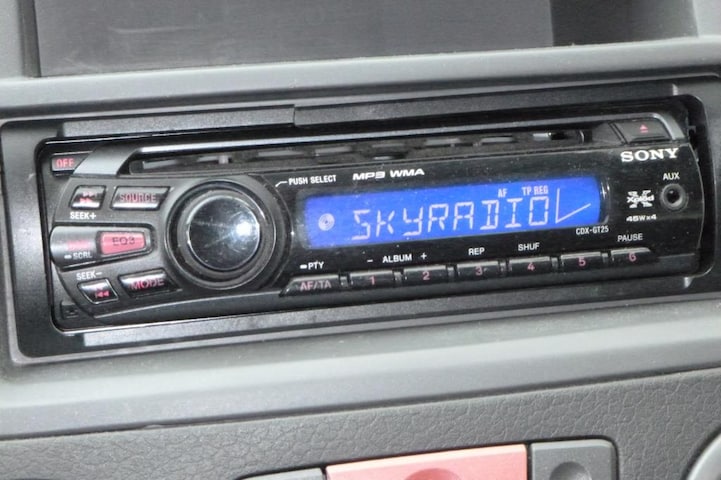 OFF
PUSH SELECT
MP3 WMA
SONY
SOURCE
SEEK+
AF TP REG
SKYRADIO
AUX
Xplod
45W×4
CDX-GT25
EQ3
SCRL
SEEK-
MODE
PTY
AF/TA
- ALBUM +
REP
SHUF
PAUSE
1 2 3 4 5 6